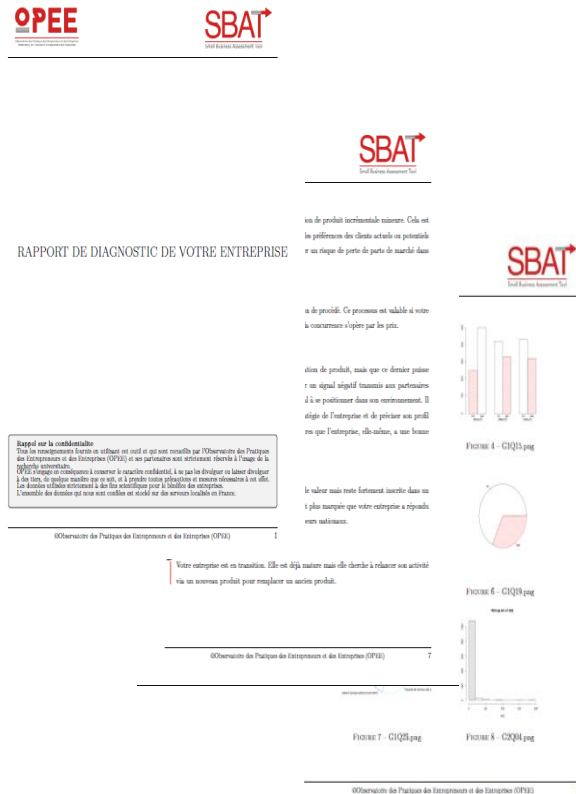 OPEE
SBAT
Small Business Assessment Tool
RAPPORT DE DIAGNOSTIC DE VOTRE ENTREPRISE
Rappel sur la confidentialite
Tous les renseignements fournis en utilisant cet outil et qui sont recueillis par l'Observatoire des Pratiques
des Entrepreneurs et des Entreprises (OPEE) et ses partenaires sont strictement réservés à l'usage de la
recherche universitaire.
OPEE s'engage en conséquence à conserver le caractère confidentiel, à ne pas les divulguer ou laisser divulguer
à des tiers, de quelque manière que ce soit, et à prendre toutes précautions et mesures nécessaires à cet effet.
Les données utilisées strictement à des fins scientifiques pour le bénéfice des entreprises.
L'ensemble des données qui nous sont confiées est stocké sur des serveurs localisés en France.
©Observatoire des Pratiques des Entrepreneurs et des Entreprises (OPEE) 1
SBAT
Small Business Assessment Tool
ion de produit incrémentale mineure. Cela est
les préférences des clients actuels ou potentiels
er un risque de perte de parts de marché dans
n de procédé. Ce processus est valable si votre
la concurrence s'opère par les prix.
ation de produit, mais que ce dernier puisse
r un signal négatif transmis aux partenaires
l à se positionner dans son environnement. Il
atégie de l'entreprise et de préciser son profil
res que l'entreprise, elle-même, a une bonne
le valeur mais reste fortement inscrite dans un
t plus marquée que votre entreprise a répondu
seurs nationaux.
Votre entreprise est en transition. Elle est déjà mature mais elle cherche à relancer son activité
via un nouveau produit pour remplacer un ancien produit.
©Observatoire des Pratiques des Entrepreneurs et des Entreprises (OPEE) 7
SBAT
Small Business Assessment Tool
FIGURE 4 – G1Q15.png
FIGURE 6 – G1Q19.png
FIGURE 7 – G1Q25.png
FIGURE 8 – G2Q04.png
©Observatoire des Pratiques des Entrepreneurs et des Entreprises (OPEE)